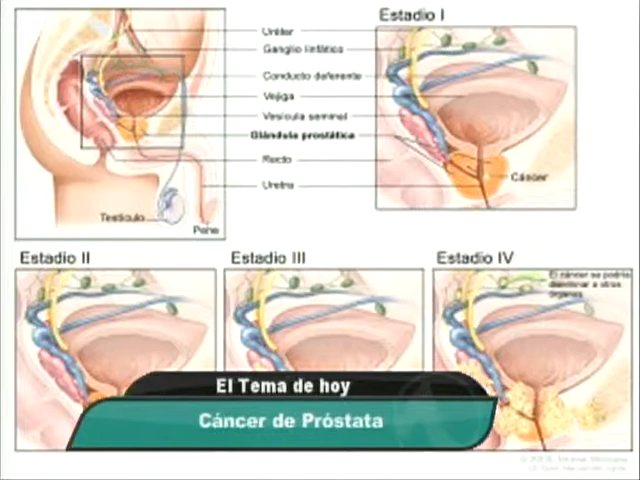 Estadio I
Uréter
Ganglio linfático
Conducto deferente
Vejiga
Vesícula seminal
Glándula prostática
Recto
Uretra
Cáncer
Testículo
Pene
Estadio II
Estadio III
Estadio IV
El cáncer se podría
diseminar a otros
órganos
El Tema de hoy
Cáncer de Próstata